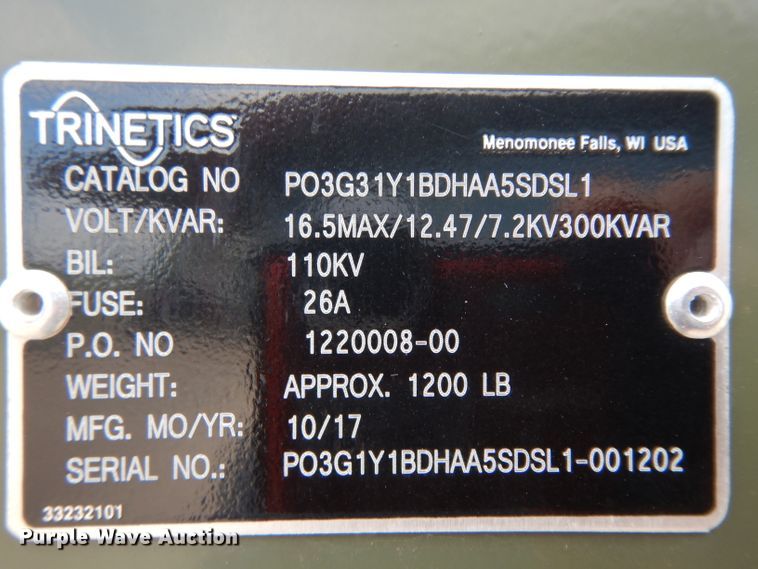 TRINETICS
Menomonee Falls, WI USA
CATALOG NO PO3G31Y1BDHAA5SDSL1
VOLT/KVAR: 16.5MAX/12.47/7.2KV300KVAR
BIL: 110KV
FUSE: 26A
P.O. NO 1220008-00
WEIGHT: APPROX. 1200 LB
MFG. MO/YR: 10/17
SERIAL NO.: PO3G1Y1BDHAA5SDSL1-001202
33232101
Purple Wave Auction